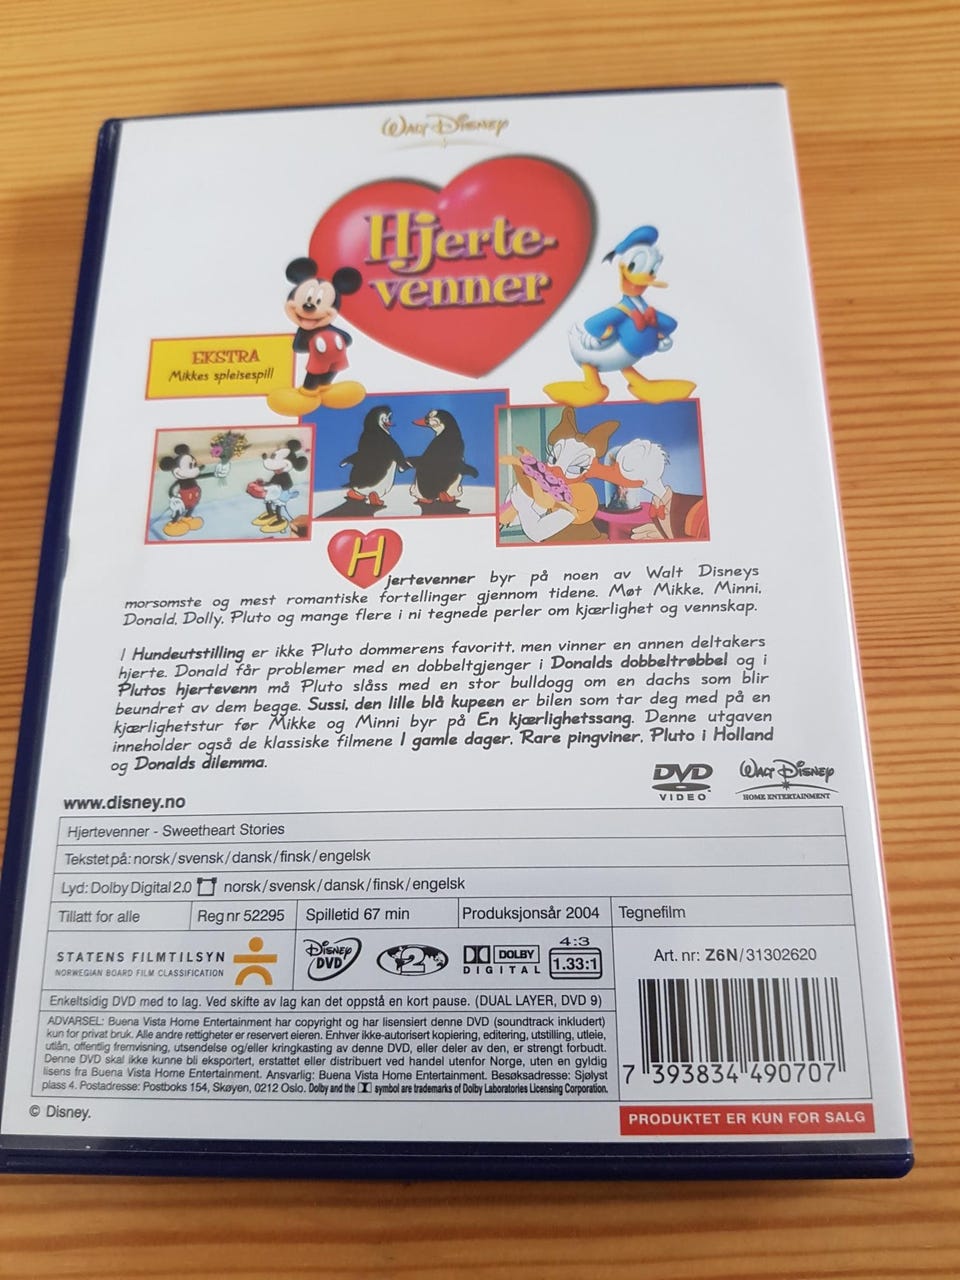 Walt Disney
Hjerte-
venner
EKSTRA
Mikkes spleisespill
Hjertevenner byr på noen av Walt Disneys
morsomste og mest romantiske fortellinger gjennom tidene. Møt Mikke, Minni,
Donald, Dolly, Pluto og mange flere i ni tegnede perler om kjærlighet og vennskap.
I Hundeutstilling er ikke Pluto dommerens favoritt, men vinner en annen deltakers
hjerte. Donald får problemer med en dobbeltgjenger i Donalds dobbeltrøbbel og i
Plutos hjertevenn må Pluto slåss med en stor bulldogg om en dachs som blir
beundret av dem begge. Sussi, den lille blå kupeen er bilen som tar deg med på en
kjærlighetstur før Mikke og Minni byr på En kjærlighetssang. Denne utgaven
inneholder også de klassiske filmene I gamle dager, Rare pingviner, Pluto i Holland
og Donalds dilemma.
DVD VIDEO
Walt Disney
HOME ENTERTAINMENT
www.disney.no
Hjertevenner - Sweetheart Stories
Tekstet på: norsk/svensk/dansk/finsk/engelsk
Lyd: Dolby Digital 2.0 norsk/svensk/dansk/finsk/engelsk
Tillatt for alle Reg nr 52295 Spilletid 67 min Produksjonsår 2004 Tegnefilm
STATENS FILMTILSYN
NORWEGIAN BOARD FILM CLASSIFICATION
Disney DVD
2
DOLBY
DIGITAL
4:3
1.33:1
Art. nr: Z6N/31302620
Enkeltsidig DVD med to lag. Ved skifte av lag kan det oppstå en kort pause. (DUAL LAYER, DVD 9)
ADVARSEL: Buena Vista Home Entertainment har copyright og har lisensiert denne DVD (soundtrack inkludert)
kun for privat bruk. Alle andre rettigheter er reservert eieren. Enhver ikke-autorisert kopiering, editering, utstilling, utleie,
utlån, offentlig fremvisning, utsendelse og/eller kringkasting av denne DVD, eller deler av den, er strengt forbudt.
Denne DVD skal ikke kunne bli eksportert, erstattet eller distribuert ved handel utenfor Norge, uten en gyldig
lisens fra Buena Vista Home Entertainment. Ansvarlig: Buena Vista Home Entertainment. Besøksadresse: Sjølyst
plass 4. Postadresse: Postboks 154, Skøyen, 0212 Oslo. Dolby and the symbol are trademarks of Dolby Laboratories Licensing Corporation.
7 393834 490707
© Disney.
PRODUKTET ER KUN FOR SALG